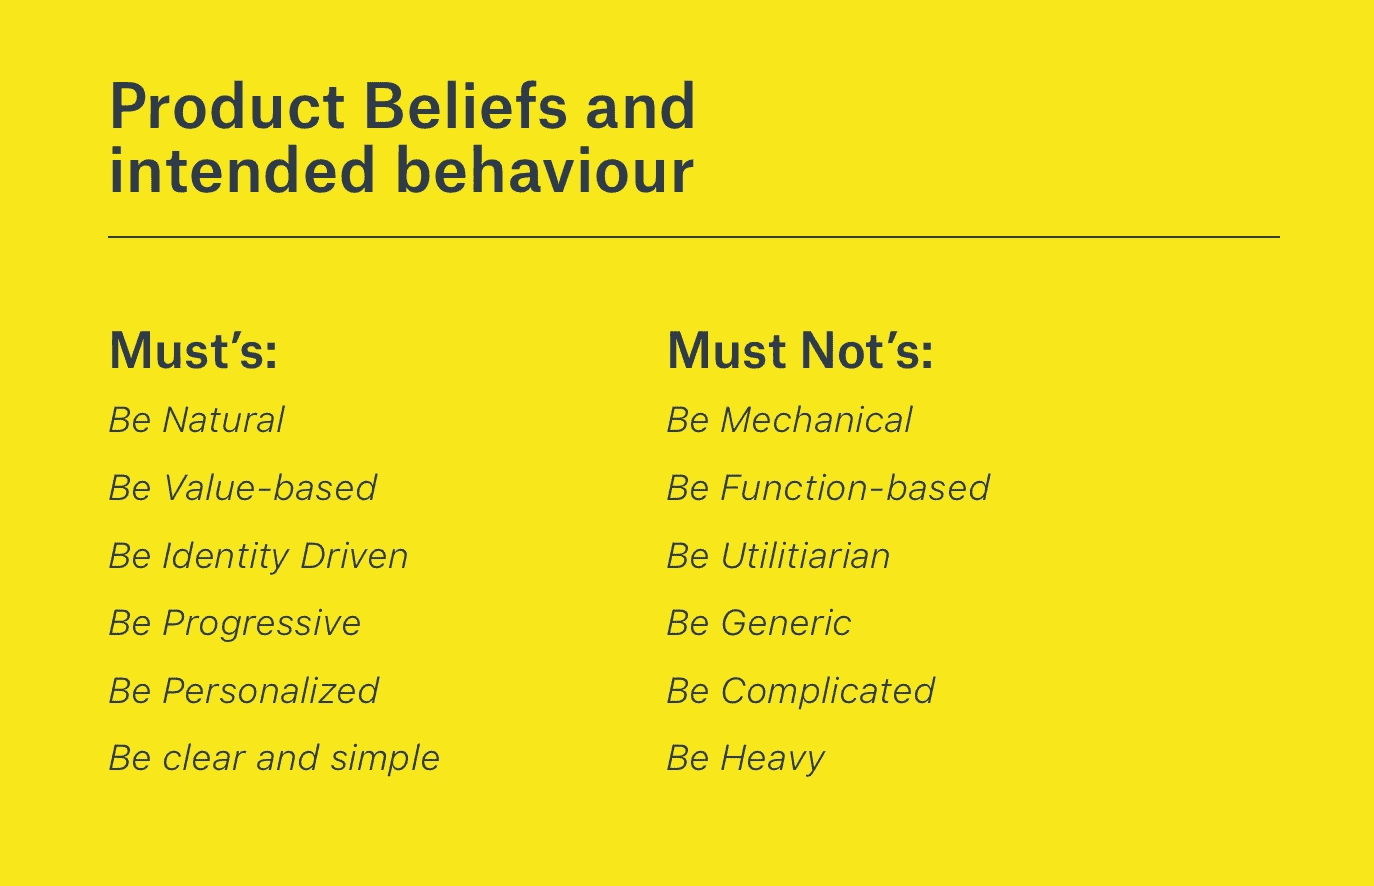 Product Beliefs and
intended behaviour
Must’s:
Be Natural
Be Value-based
Be Identity Driven
Be Progressive
Be Personalized
Be clear and simple
Must Not’s:
Be Mechanical
Be Function-based
Be Utilitiarian
Be Generic
Be Complicated
Be Heavy